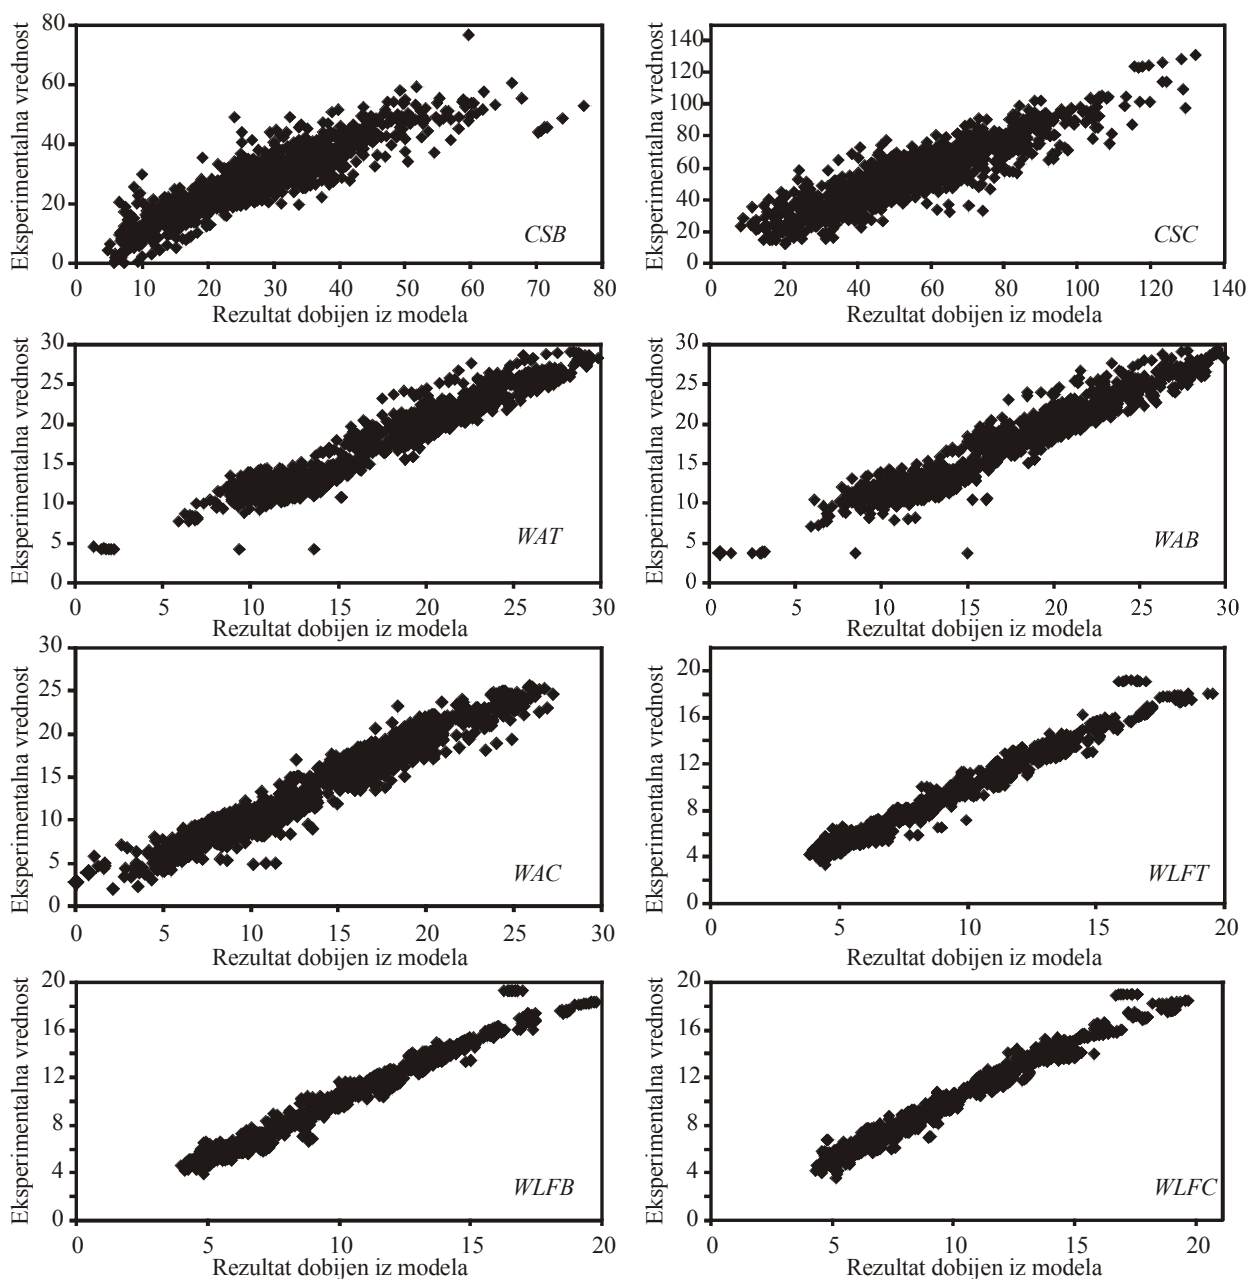 Eksperimentalna vrednost
80
60
40
20
0
CSB
0 10 20 30 40 50 60 70 80
Rezultat dobijen iz modela
Eksperimentalna vrednost
140
120
100
80
60
40
20
0
CSC
0 20 40 60 80 100 120 140
Rezultat dobijen iz modela
Eksperimentalna vrednost
30
25
20
15
10
5
0
WAT
0 5 10 15 20 25 30
Rezultat dobijen iz modela
Eksperimentalna vrednost
30
25
20
15
10
5
0
WAB
0 5 10 15 20 25 30
Rezultat dobijen iz modela
Eksperimentalna vrednost
30
25
20
15
10
5
0
WAC
0 5 10 15 20 25 30
Rezultat dobijen iz modela
Eksperimentalna vrednost
20
16
12
8
4
0
WLFT
0 5 10 15 20
Rezultat dobijen iz modela
Eksperimentalna vrednost
20
16
12
8
4
0
WLFB
0 5 10 15 20
Rezultat dobijen iz modela
Eksperimentalna vrednost
20
16
12
8
4
0
WLFC
0 5 10 15 20
Rezultat dobijen iz modela